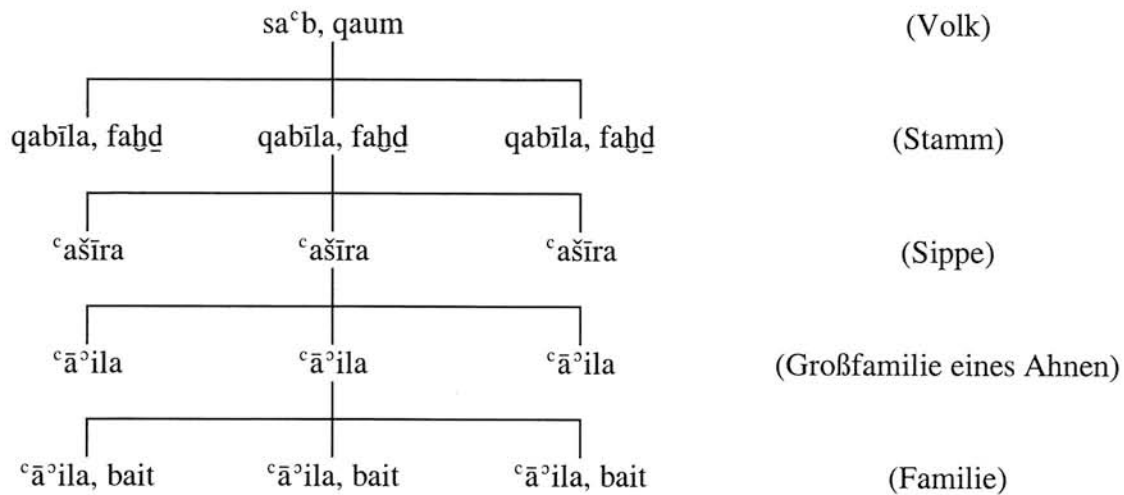 saᶜb, qaum (Volk)
qabīla, faḫḏ qabīla, faḫḏ qabīla, faḫḏ (Stamm)
ᶜašīra ᶜašīra ᶜašīra (Sippe)
ᶜāᵓila ᶜāᵓila ᶜāᵓila (Großfamilie eines Ahnen)
ᶜāᵓila, bait ᶜāᵓila, bait ᶜāᵓila, bait (Familie)